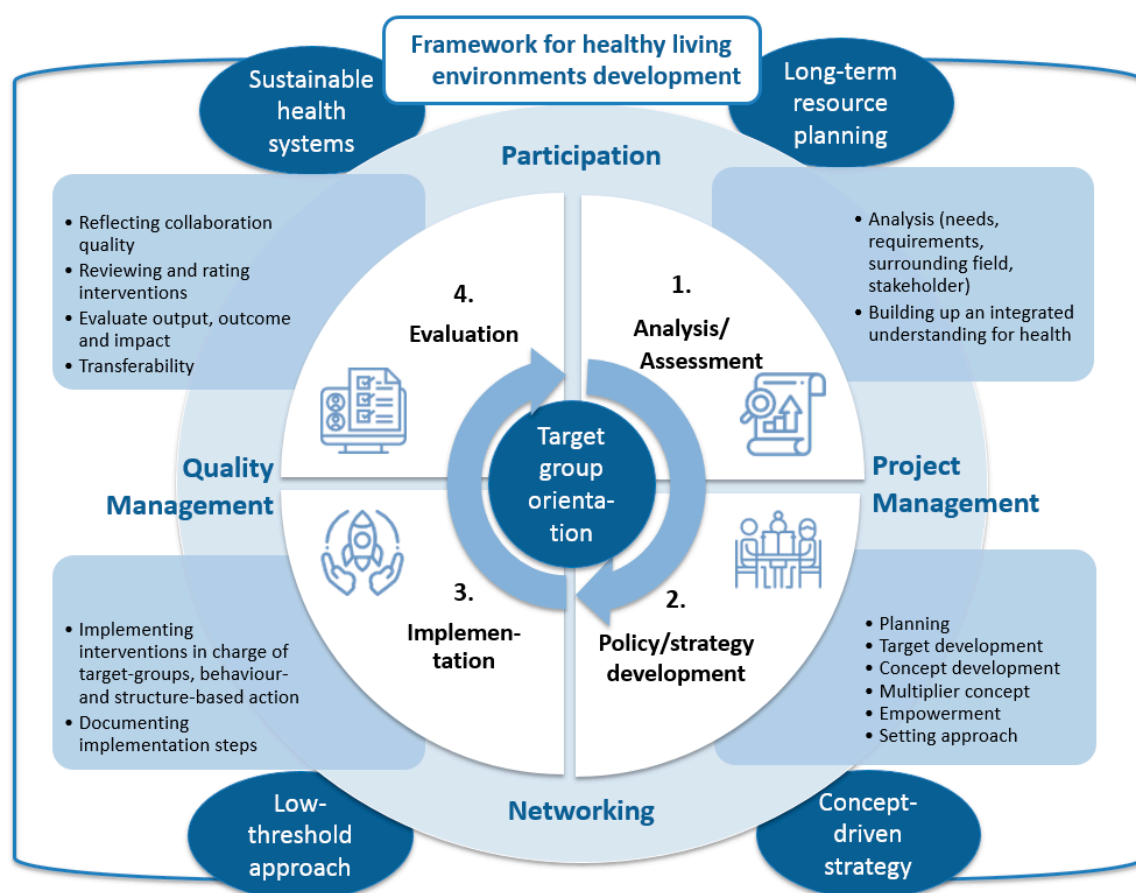 Framework for healthy living
environments development
Sustainable
health
systems
Long-term
resource
planning
Participation
• Reflecting collaboration
quality
• Reviewing and rating
interventions
• Evaluate output, outcome
and impact
• Transferability
4.
Evaluation
1.
Analysis/
Assessment
• Analysis (needs,
requirements,
surrounding field,
stakeholder)
• Building up an integrated
understanding for health
Quality
Management
Target
group
orienta-
tion
Project
Management
• Implementing
interventions in charge of
target-groups, behaviour-
and structure-based action
• Documenting
implementation steps
3.
Implemen-
tation
2.
Policy/strategy
development
• Planning
• Target development
• Concept development
• Multiplier concept
• Empowerment
• Setting approach
Networking
Low-
threshold
approach
Concept-
driven
strategy